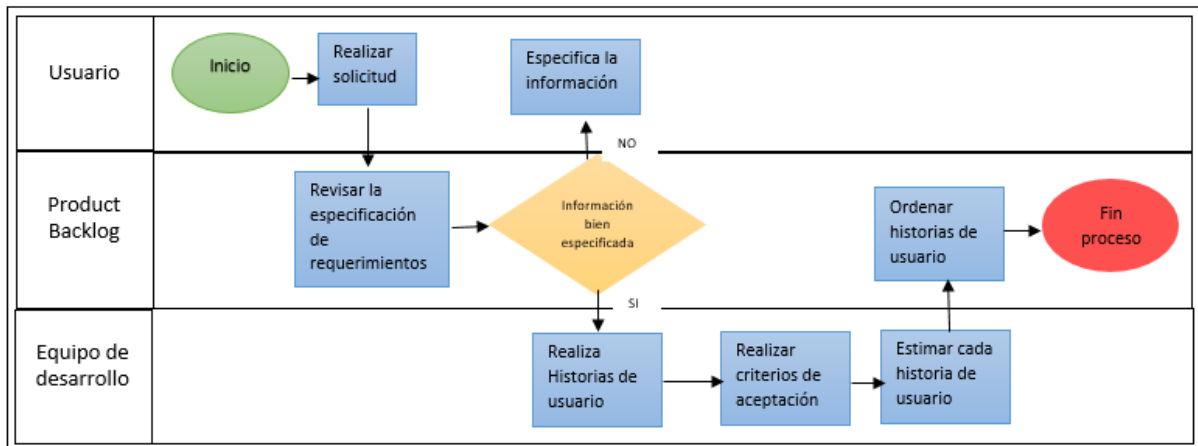 Usuario
Inicio
Realizar
solicitud
Especifica la
información
NO
Product
Backlog
Revisar la
especificación
de
requerimientos
Información
bien
especificada
Ordenar
historias de
usuario
Fin
proceso
SI
Equipo de
desarrollo
Realiza
Historias de
usuario
Realizar
criterios de
aceptación
Estimar cada
historia de
usuario